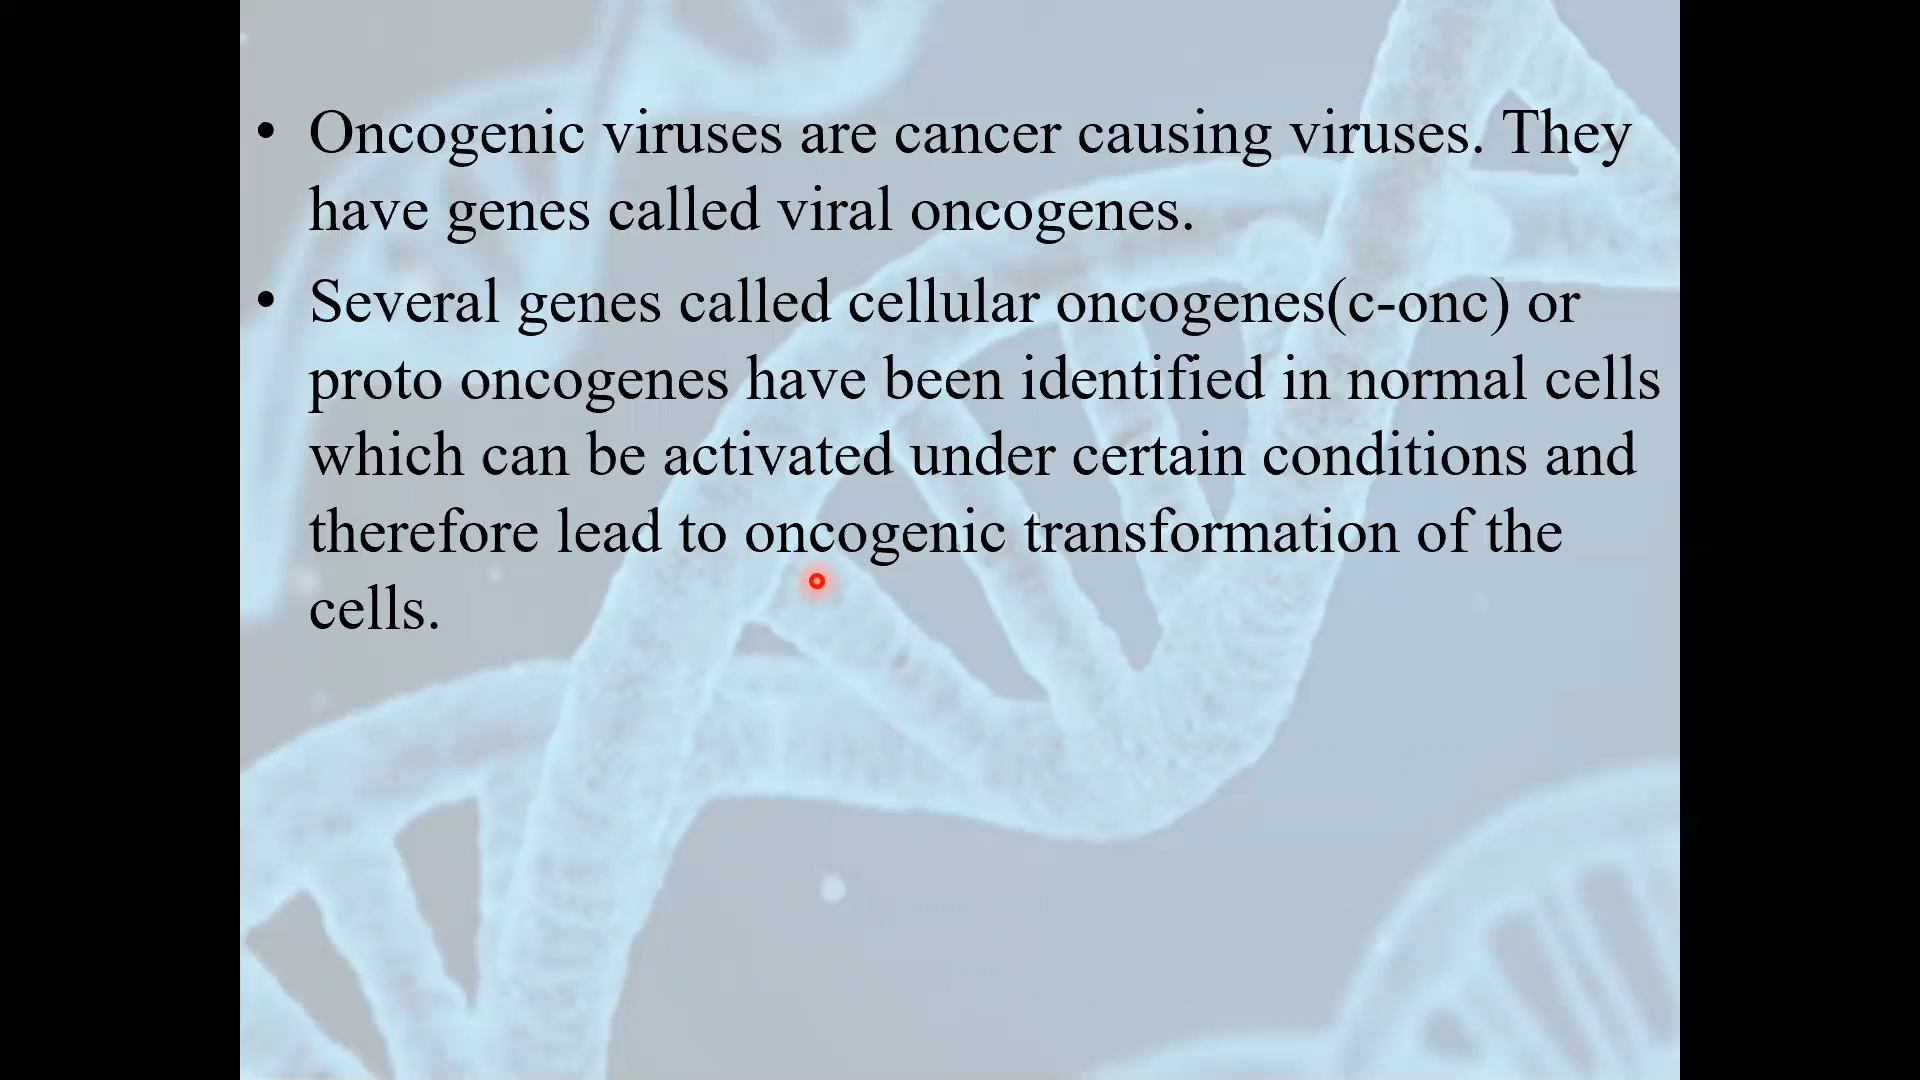 • Oncogenic viruses are cancer causing viruses. They
have genes called viral oncogenes.
• Several genes called cellular oncogenes(c-onc) or
proto oncogenes have been identified in normal cells
which can be activated under certain conditions and
therefore lead to oncogenic transformation of the
cells.